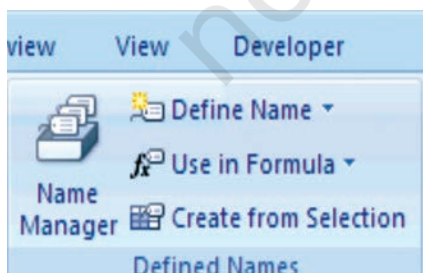 view View Developer
Define Name
Use in Formula
Name Manager
Create from Selection
Defined Names